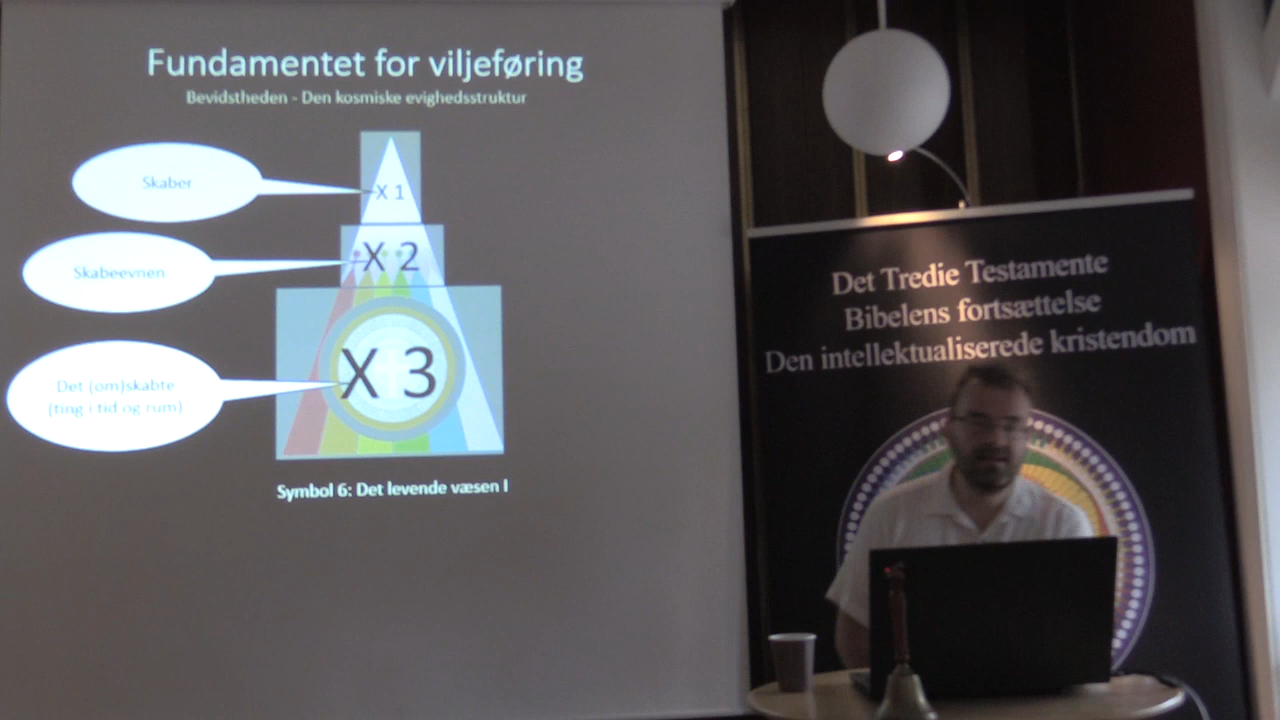 Fundamentet for viljeføring
Bevidstheden - Den kosmiske evighedsstruktur
Skaber
X 1
Skabeevnen
X 2
Det (om)skabte
(ting i tid og rum)
X 3
Symbol 6: Det levende væsen I
Det Tredie Testamente
Bibelens fortsættelse
Den intellektualiserede kristendom